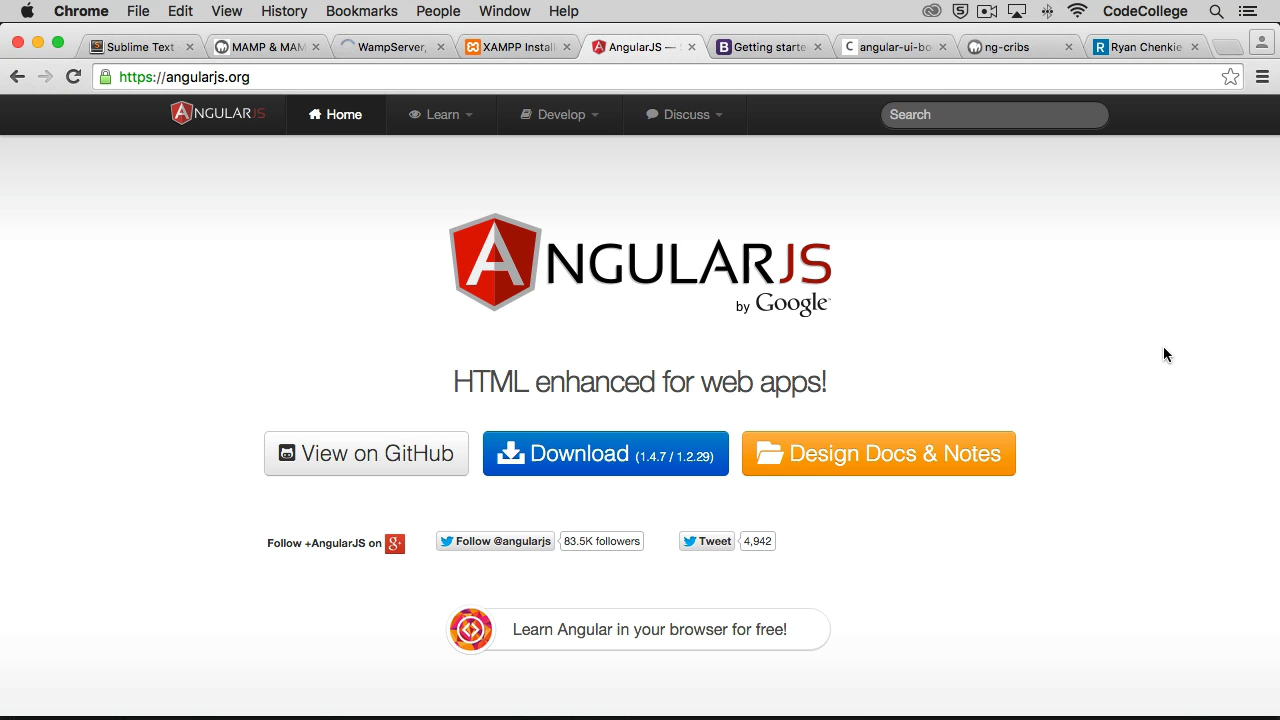 Chrome File Edit View History Bookmarks People Window Help CodeCollege
Sublime Text MAMP & MAM WampServer, XAMPP Instal AngularJS — Getting starte angular-ui-bo ng-cribs Ryan Chenkie
https://angularjs.org
ANGULARJS Home Learn Develop Discuss Search
ANGULARJS
by Google
HTML enhanced for web apps!
View on GitHub Download (1.4.7 / 1.2.29) Design Docs & Notes
Follow +AngularJS on g+ Follow @angularjs 83.5K followers Tweet 4,942
Learn Angular in your browser for free!